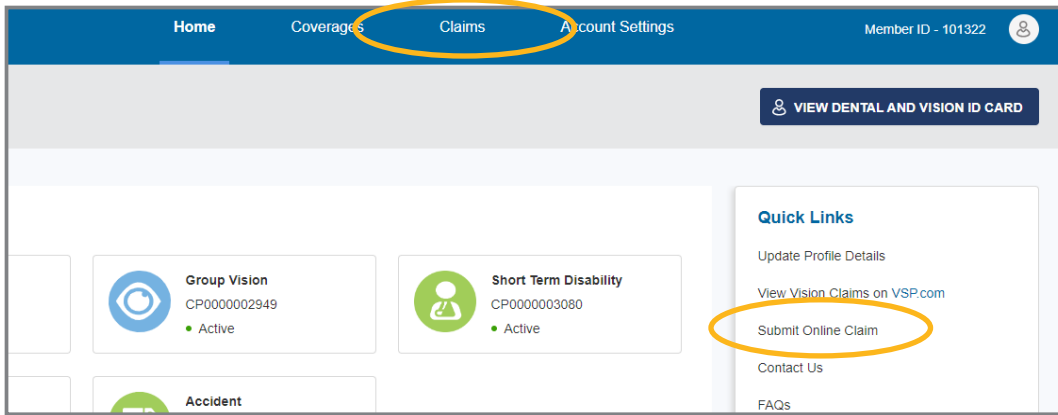 Home Coverages Claims Account Settings Member ID - 101322
VIEW DENTAL AND VISION ID CARD
Group Vision
CP0000002949
Active
Short Term Disability
CP0000003080
Active
Accident
Quick Links
Update Profile Details
View Vision Claims on VSP.com
Submit Online Claim
Contact Us
FAQs